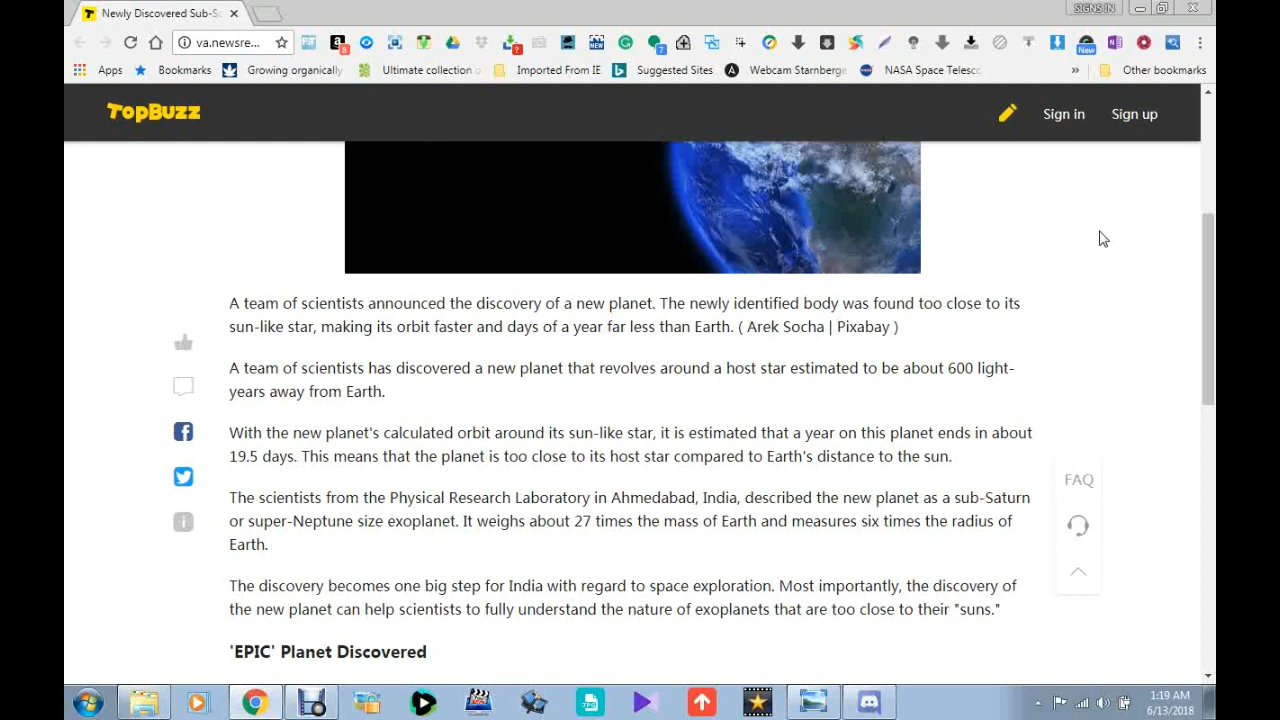 Newly Discovered Sub-Sa
SIGNS IN
va.newsre...
8
?
NEW
7
New
Apps
Bookmarks
Growing organically
Ultimate collection o
Imported From IE
Suggested Sites
Webcam Starnberge
NASA Space Telesco
»
Other bookmarks
TopBuzz
Sign in
Sign up
A team of scientists announced the discovery of a new planet. The newly identified body was found too close to its
sun-like star, making its orbit faster and days of a year far less than Earth. ( Arek Socha | Pixabay )
A team of scientists has discovered a new planet that revolves around a host star estimated to be about 600 light-
years away from Earth.
With the new planet's calculated orbit around its sun-like star, it is estimated that a year on this planet ends in about
19.5 days. This means that the planet is too close to its host star compared to Earth's distance to the sun.
The scientists from the Physical Research Laboratory in Ahmedabad, India, described the new planet as a sub-Saturn
or super-Neptune size exoplanet. It weighs about 27 times the mass of Earth and measures six times the radius of
Earth.
The discovery becomes one big step for India with regard to space exploration. Most importantly, the discovery of
the new planet can help scientists to fully understand the nature of exoplanets that are too close to their "suns."
'EPIC' Planet Discovered
FAQ
1:19 AM
6/13/2018